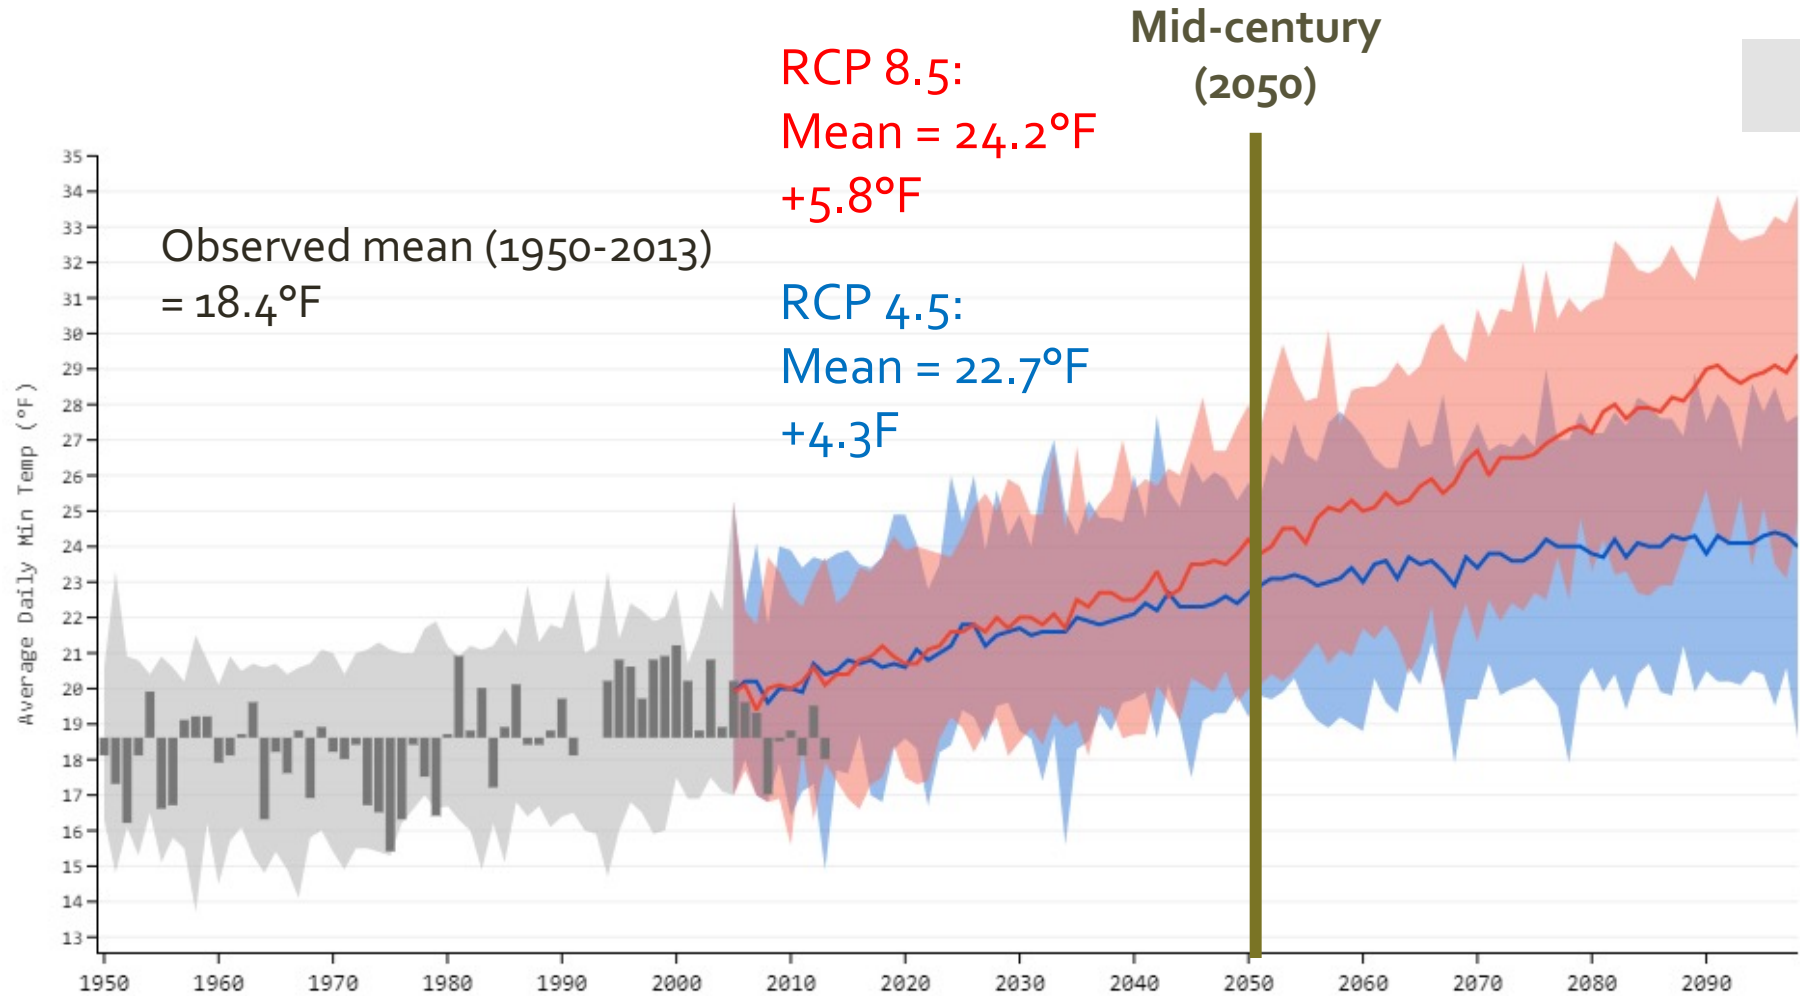 Mid-century
(2050)
RCP 8.5:
Mean = 24.2°F
+5.8°F
Observed mean (1950-2013)
= 18.4°F
RCP 4.5:
Mean = 22.7°F
+4.3F
Average Daily Min Temp (°F)
35
34
33
32
31
30
29
28
27
26
25
24
23
22
21
20
19
18
17
16
15
14
13
1950 1960 1970 1980 1990 2000 2010 2020 2030 2040 2050 2060 2070 2080 2090